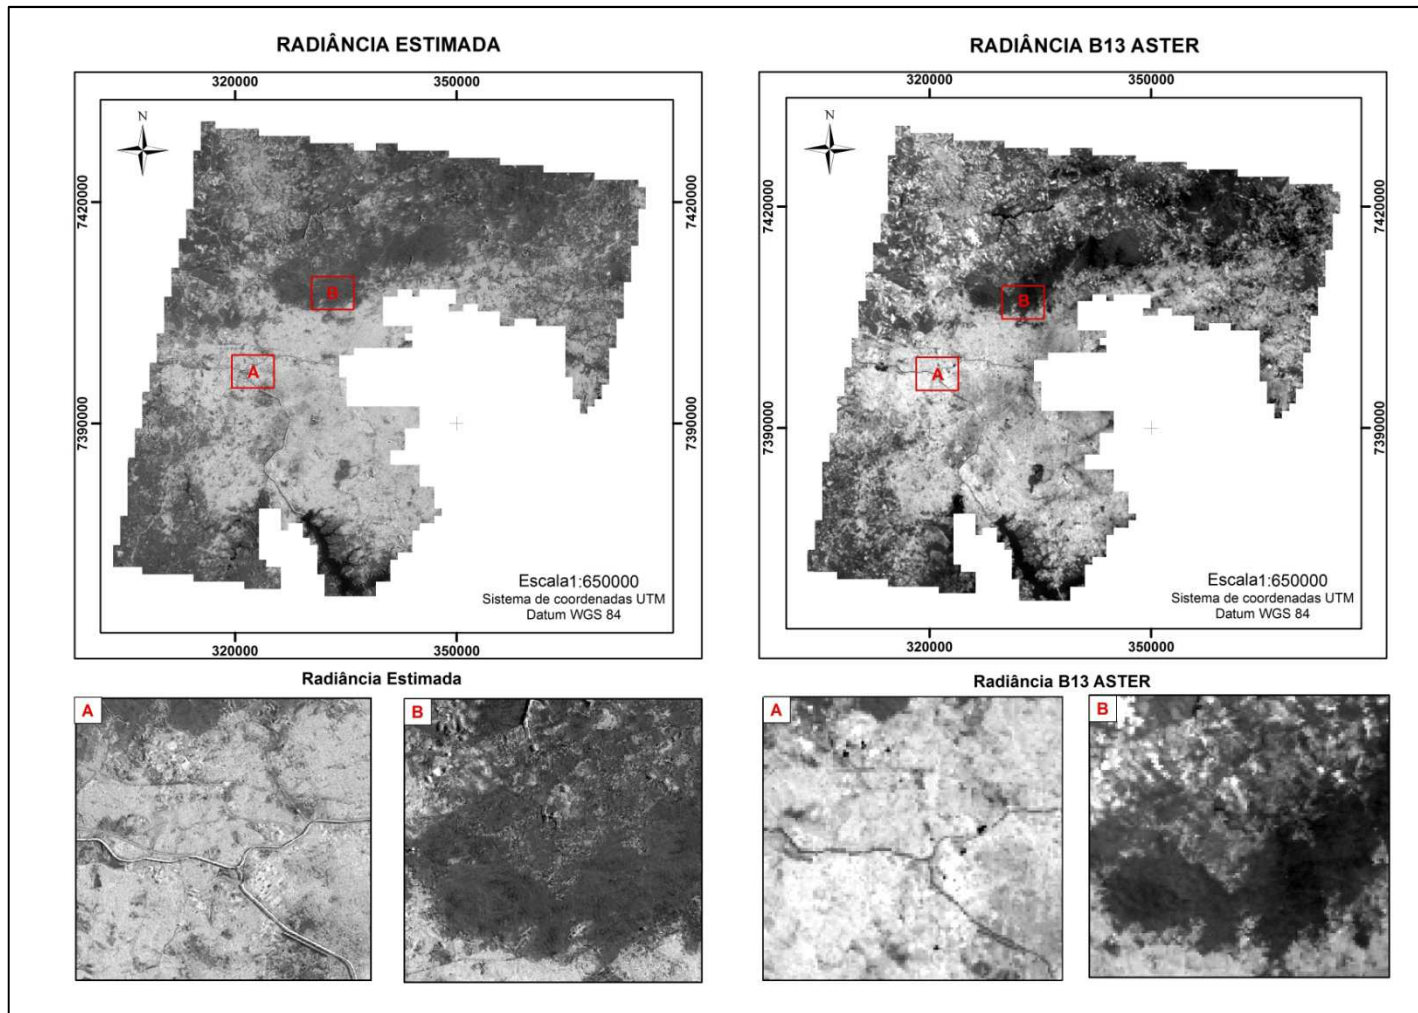 RADIÂNCIA ESTIMADA
320000
350000
N
7420000
7420000
B
A
7390000
7390000
Escala1:650000
Sistema de coordenadas UTM
Datum WGS 84
320000
350000
Radiância Estimada
A
B
RADIÂNCIA B13 ASTER
320000
350000
N
7420000
7420000
B
A
7390000
7390000
Escala1:650000
Sistema de coordenadas UTM
Datum WGS 84
320000
350000
Radiância B13 ASTER
A
B